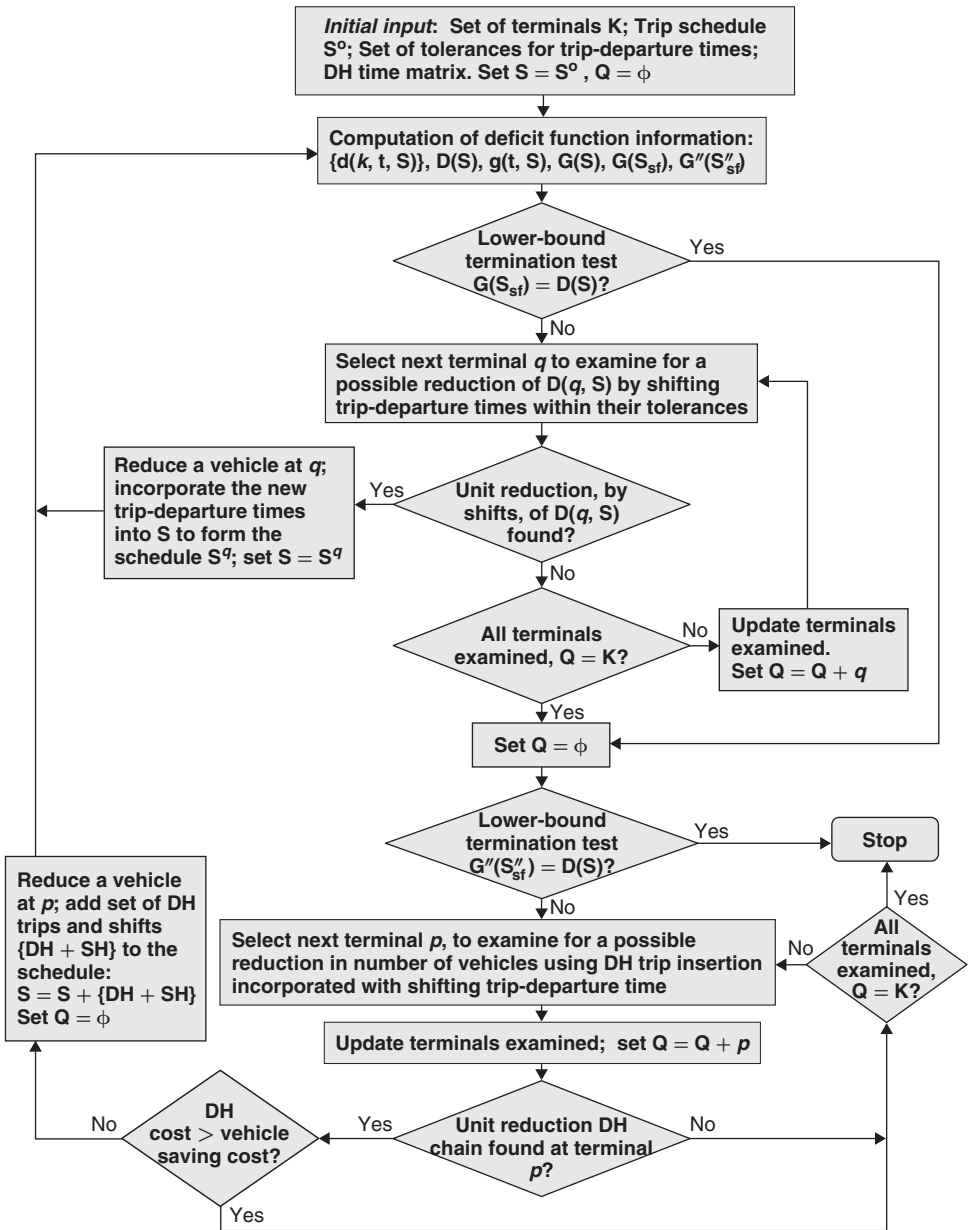 Initial input: Set of terminals K; Trip schedule
S°; Set of tolerances for trip-departure times;
DH time matrix. Set S = S° , Q = ϕ
Computation of deficit function information:
{d(k, t, S)}, D(S), g(t, S), G(S), G(S_sf), G″(S″_sf)
Lower-bound
termination test
G(S_sf) = D(S)?
Yes
No
Select next terminal q to examine for a
possible reduction of D(q, S) by shifting
trip-departure times within their tolerances
Unit reduction, by
shifts, of D(q, S)
found?
Yes
Reduce a vehicle at q;
incorporate the new
trip-departure times
into S to form the
schedule S^q; set S = S^q
No
All terminals
examined, Q = K?
No
Update terminals
examined.
Set Q = Q + q
Yes
Set Q = ϕ
Lower-bound
termination test
G″(S″_sf) = D(S)?
Yes
Stop
No
Select next terminal p, to examine for a possible
reduction in number of vehicles using DH trip insertion
incorporated with shifting trip-departure time
Update terminals examined; set Q = Q + p
Unit reduction DH
chain found at terminal
p?
No
Yes
DH
cost > vehicle
saving cost?
No
Yes
Reduce a vehicle
at p; add set of DH
trips and shifts
{DH + SH} to the
schedule:
S = S + {DH + SH}
Set Q = ϕ
All
terminals
examined,
Q = K?
No
Yes